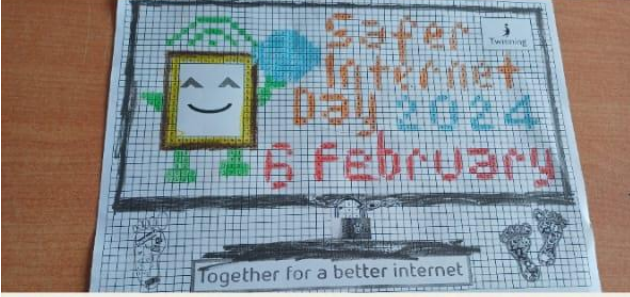 Safer
Twinning
Internet
Day 2024
6 February
Together for a better internet